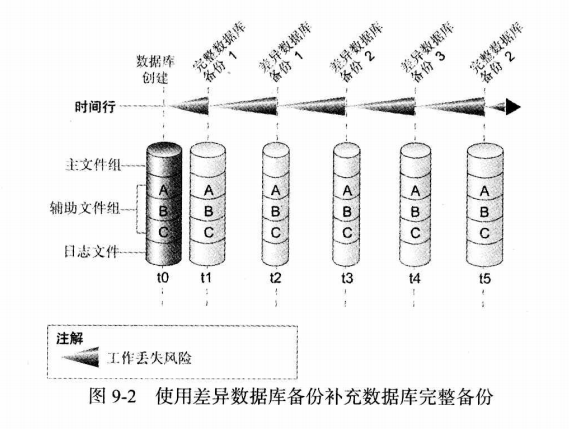 数据库
创建
完整数据库
备份 1
差异数据库
备份 1
差异数据库
备份 2
差异数据库
备份 3
完整数据库
备份 2
时间行
主文件组
辅助文件组
日志文件
A A A A A A
B B B B B B
C C C C C C
t0 t1 t2 t3 t4 t5
注解
工作丢失风险
图 9-2 使用差异数据库备份补充数据库完整备份